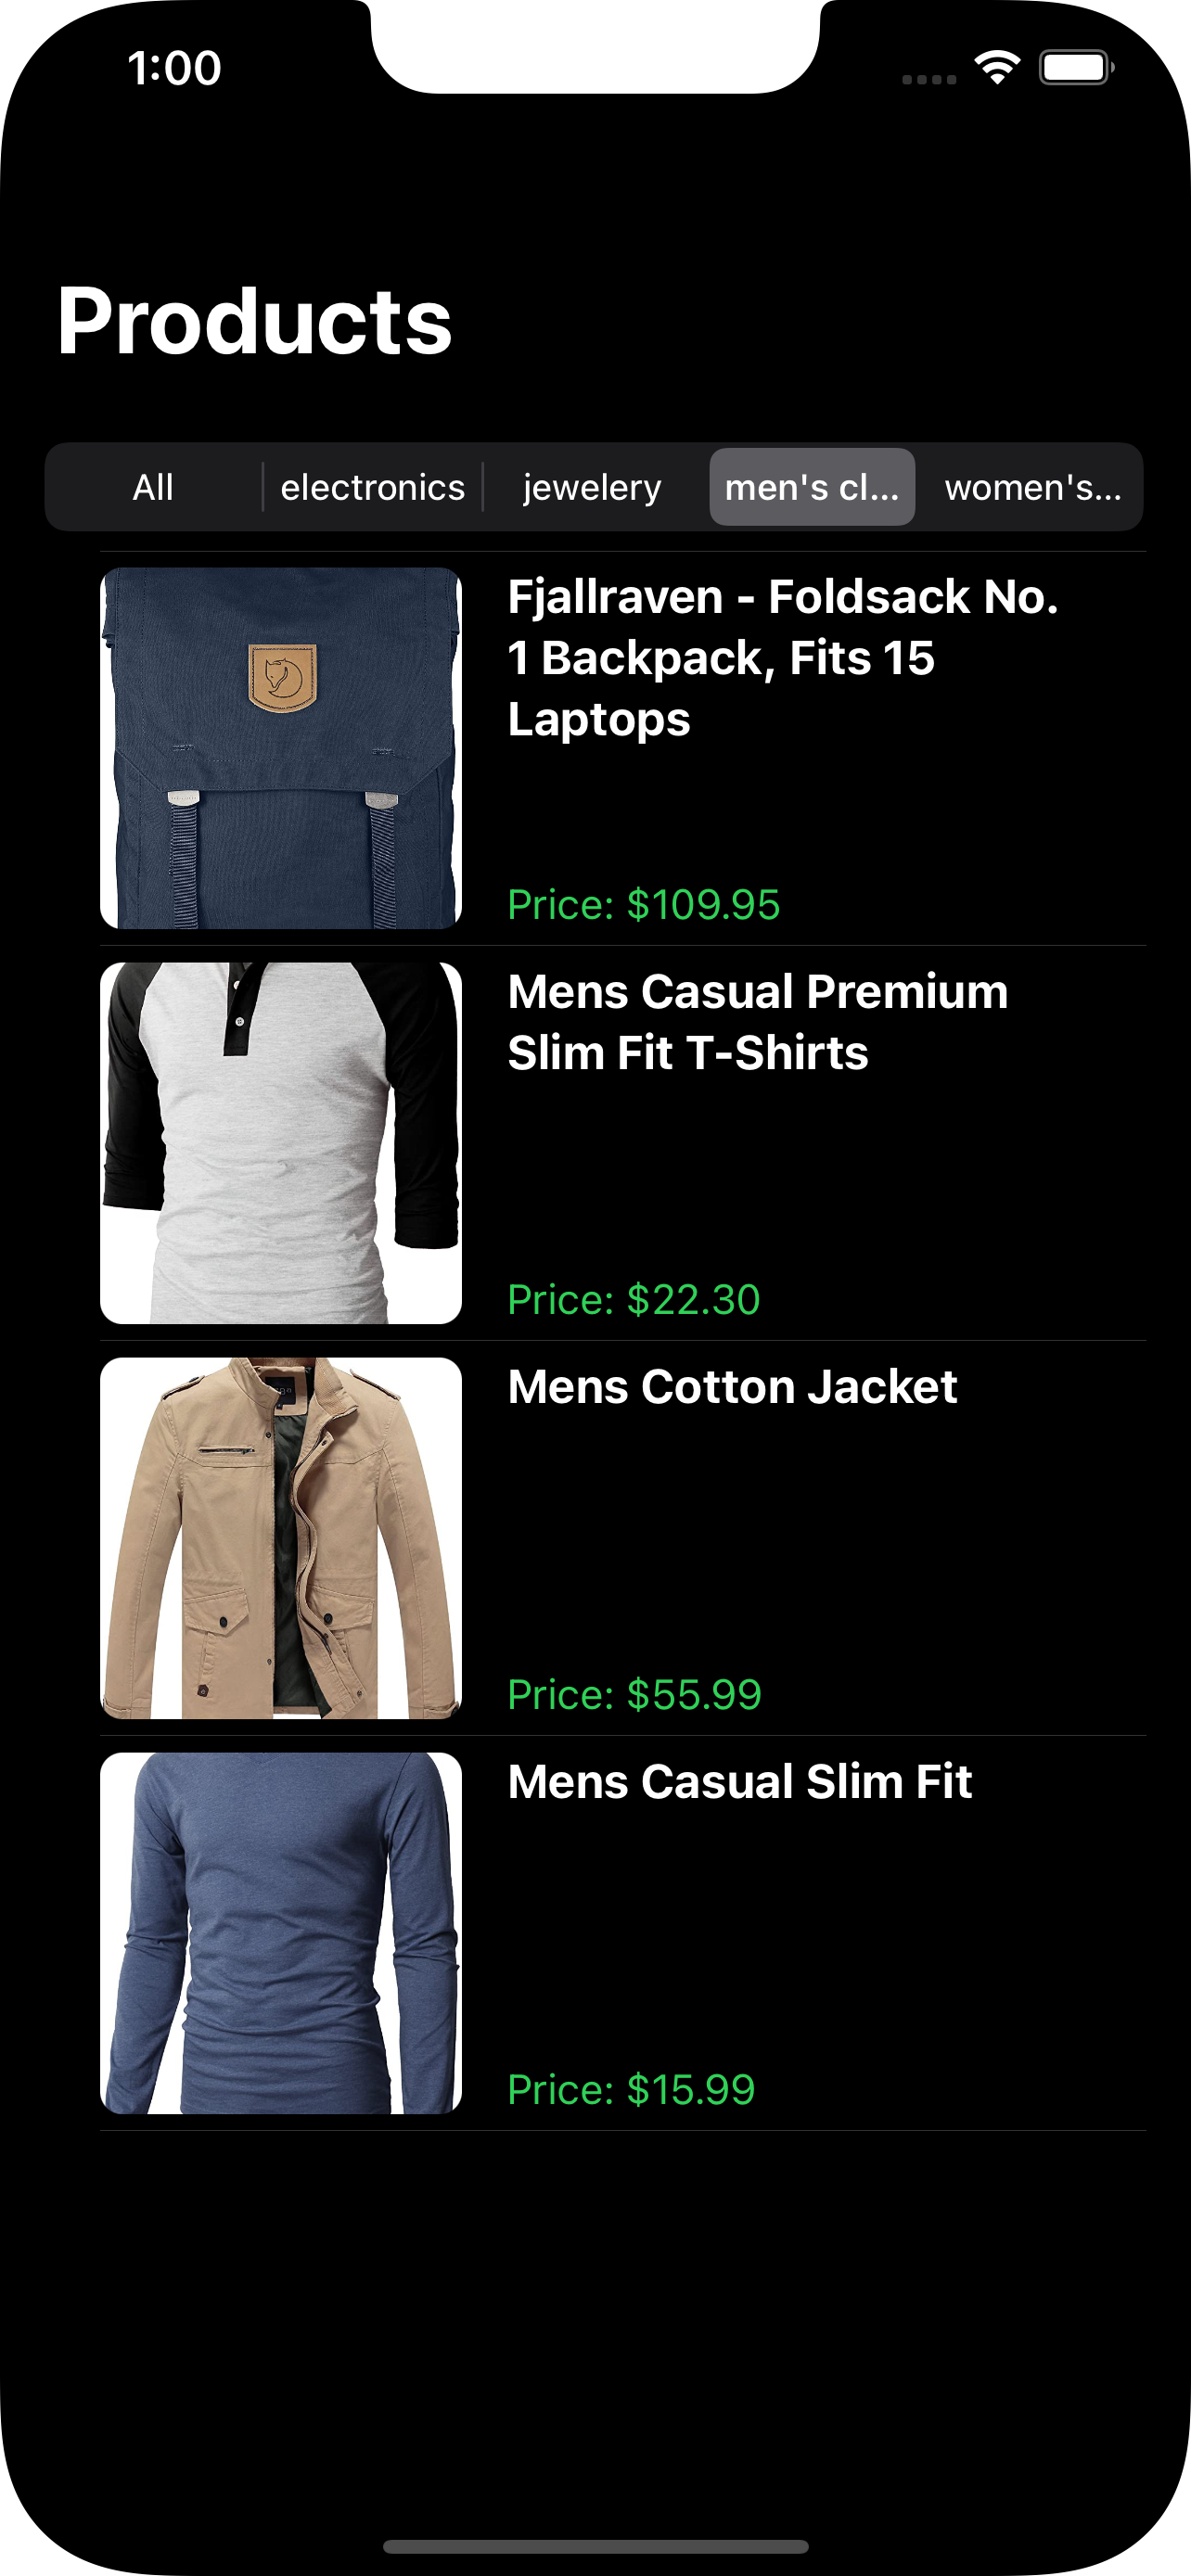 1:00
Products
All electronics jewelery men's cl... women's...
Fjallraven - Foldsack No.
1 Backpack, Fits 15
Laptops
Price: $109.95
Mens Casual Premium
Slim Fit T-Shirts
Price: $22.30
Mens Cotton Jacket
Price: $55.99
Mens Casual Slim Fit
Price: $15.99